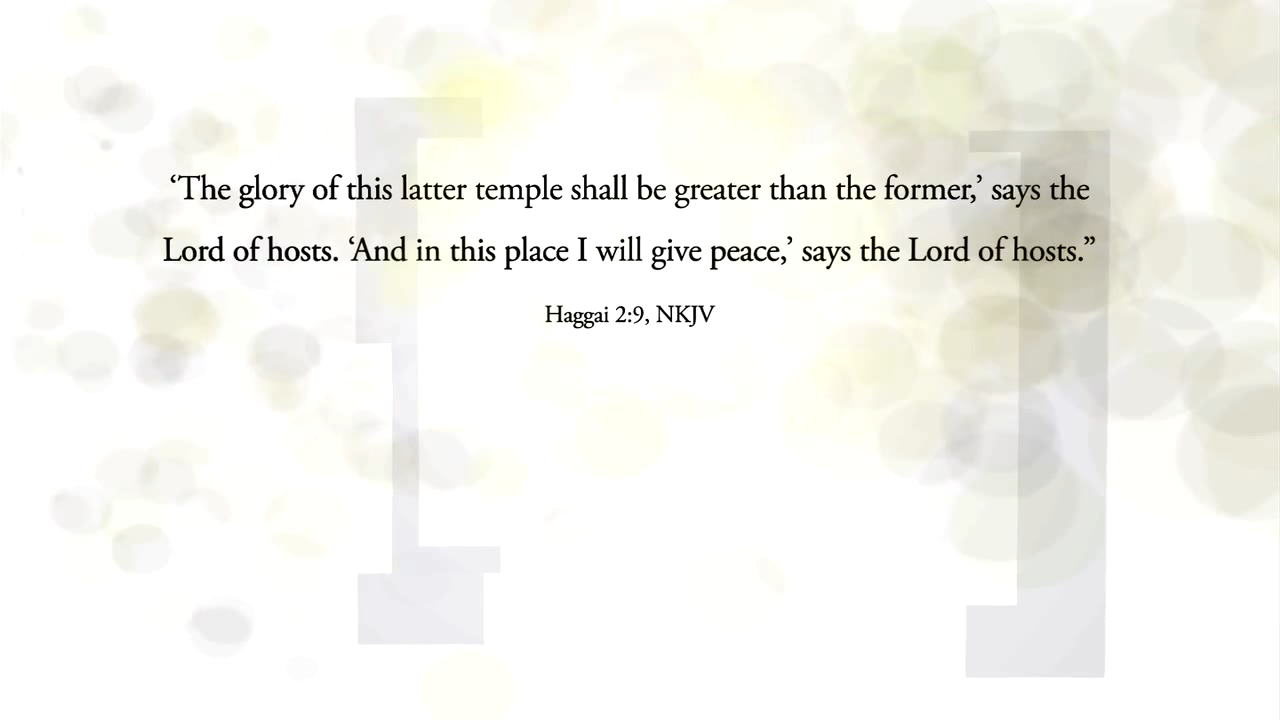 ‘The glory of this latter temple shall be greater than the former,’ says the
Lord of hosts. ‘And in this place I will give peace,’ says the Lord of hosts.”
Haggai 2:9, NKJV